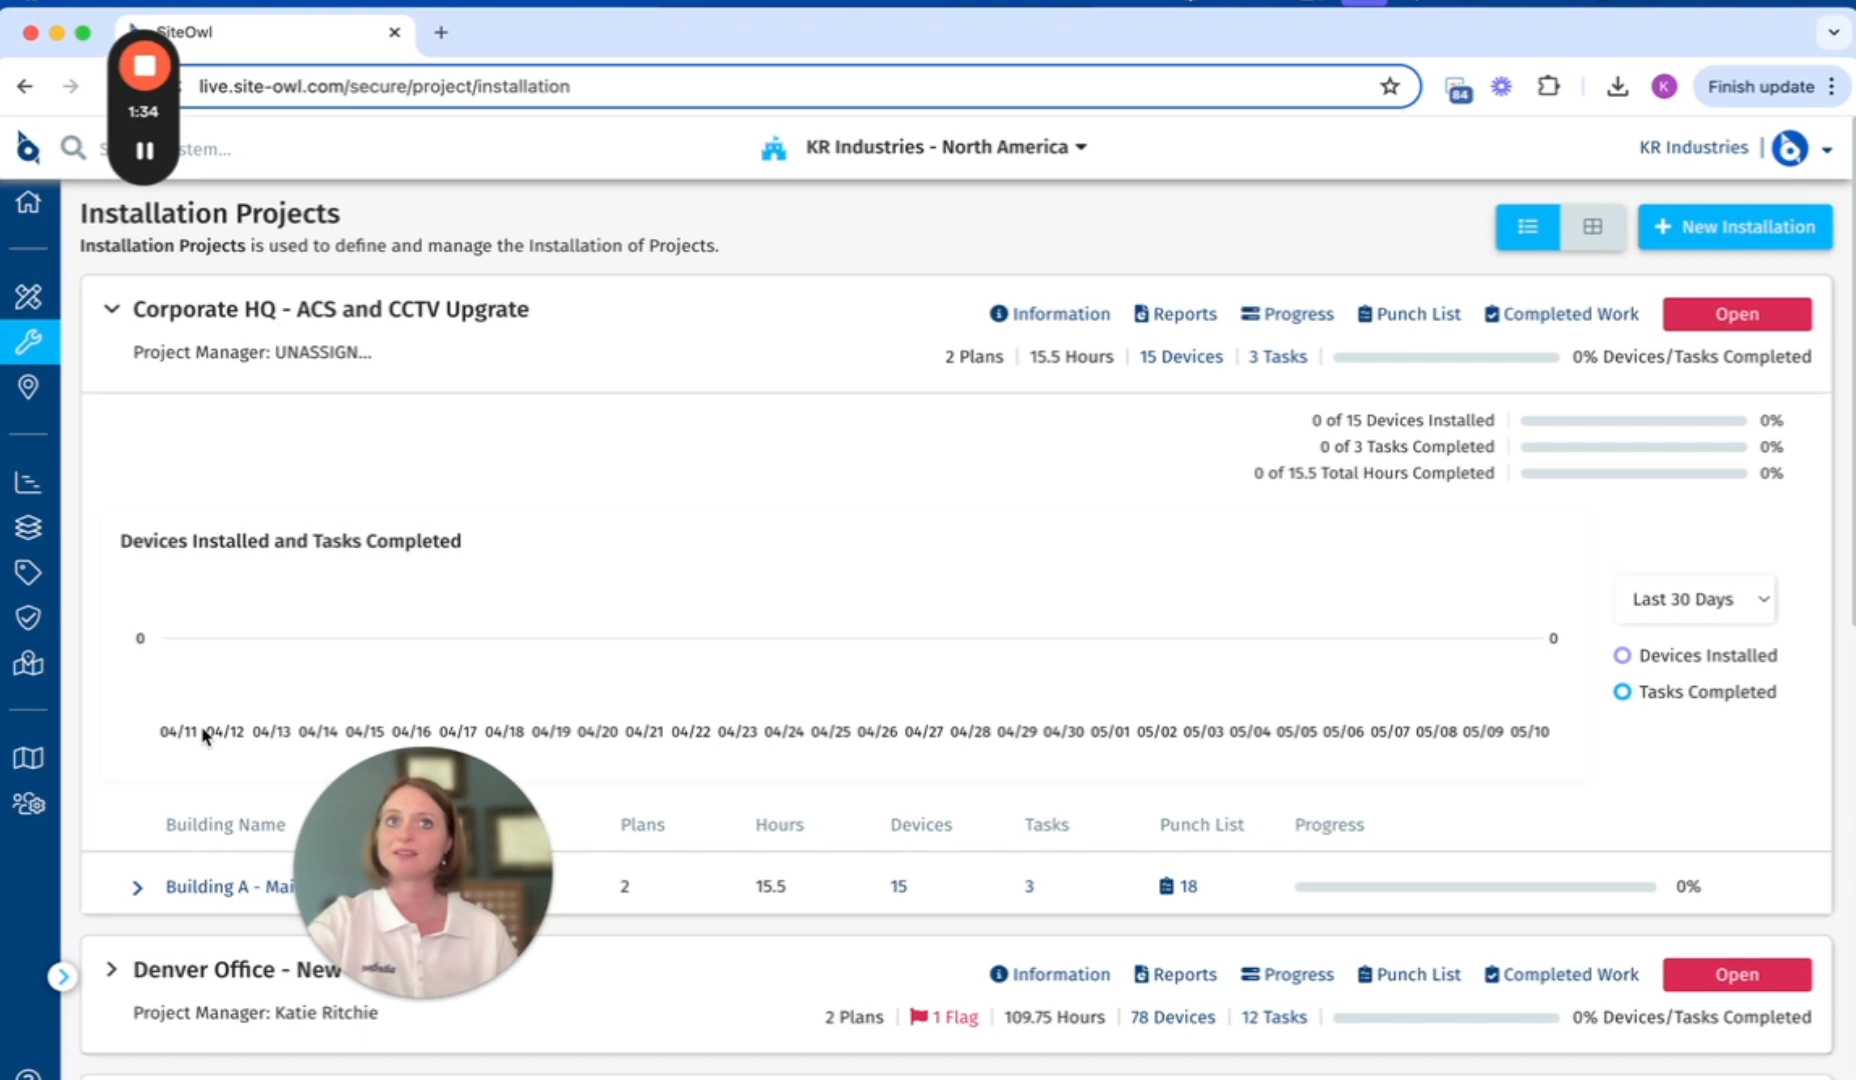 SiteOwl
live.site-owl.com/secure/project/installation
84
K
Finish update
1:34
stem...
KR Industries - North America
KR Industries
Installation Projects
Installation Projects is used to define and manage the Installation of Projects.
New Installation
Corporate HQ - ACS and CCTV Upgrate
Information
Reports
Progress
Punch List
Completed Work
Open
Project Manager: UNASSIGN...
2 Plans
15.5 Hours
15 Devices
3 Tasks
0% Devices/Tasks Completed
0 of 15 Devices Installed 0%
0 of 3 Tasks Completed 0%
0 of 15.5 Total Hours Completed 0%
Devices Installed and Tasks Completed
Last 30 Days
0 0
Devices Installed
Tasks Completed
04/11 04/12 04/13 04/14 04/15 04/16 04/17 04/18 04/19 04/20 04/21 04/22 04/23 04/24 04/25 04/26 04/27 04/28 04/29 04/30 05/01 05/02 05/03 05/04 05/05 05/06 05/07 05/08 05/09 05/10
Building Name Plans Hours Devices Tasks Punch List Progress
Building A - Mai 2 15.5 15 3 18 0%
Denver Office - New
Information
Reports
Progress
Punch List
Completed Work
Open
Project Manager: Katie Ritchie
2 Plans
1 Flag
109.75 Hours
78 Devices
12 Tasks
0% Devices/Tasks Completed